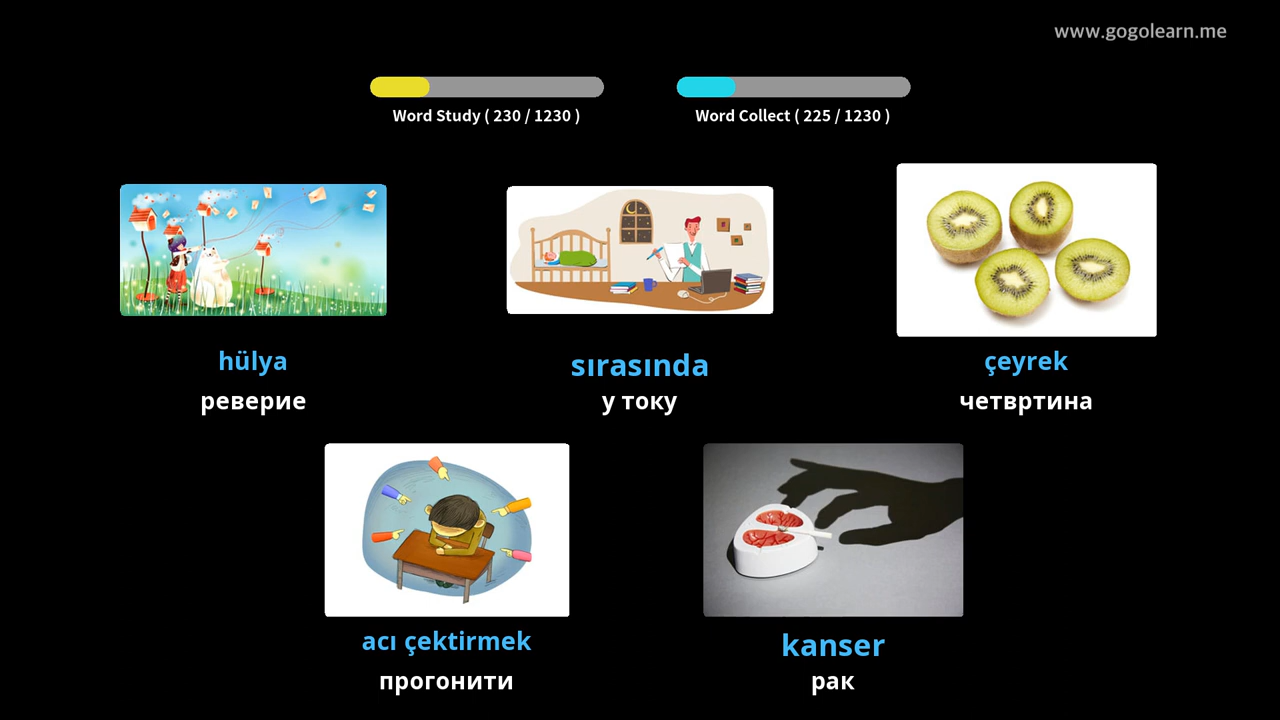 www.gogolearn.me
Word Study ( 230 / 1230 )
Word Collect ( 225 / 1230 )
hülya
реверие
sırasında
у току
çeyrek
четвртина
acı çektirmek
прогонити
kanser
рак